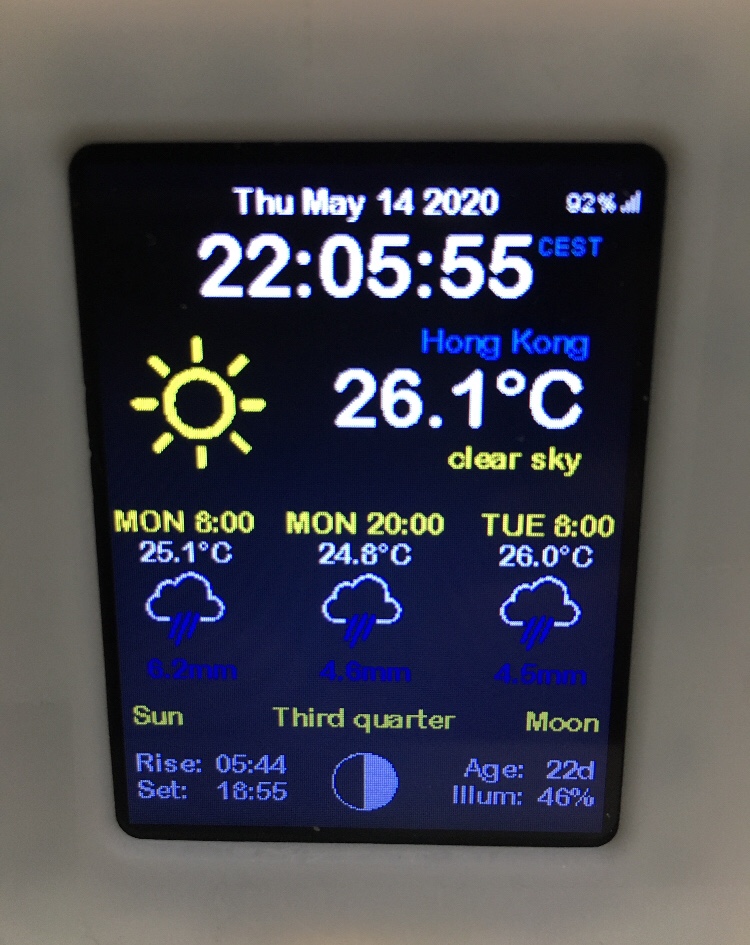 Thu May 14 2020 92%
22:05:55 CEST
Hong Kong
26.1°C
clear sky
MON 8:00 MON 20:00 TUE 8:00
25.1°C 24.8°C 26.0°C
4.6mm 4.5mm
Sun Third quarter Moon
Rise: 05:44 Age: 22d
Set: 18:55 Illum: 46%